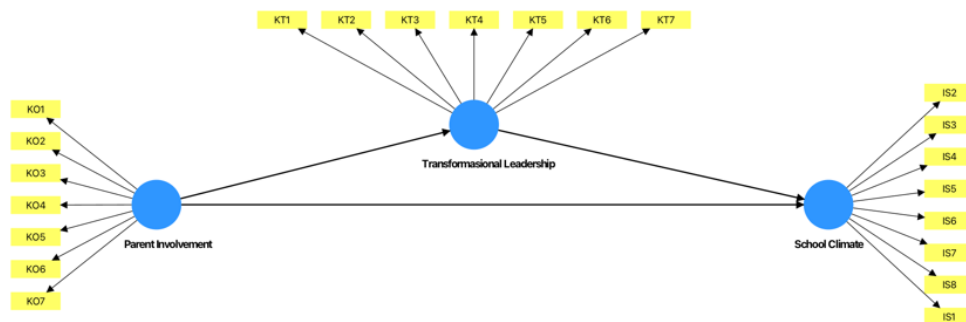 KT1 KT2 KT3 KT4 KT5 KT6 KT7
Transformasional Leadership
KO1
KO2
KO3
KO4
KO5
KO6
KO7
Parent Involvement
IS2
IS3
IS4
IS5
IS6
IS7
IS8
IS1
School Climate